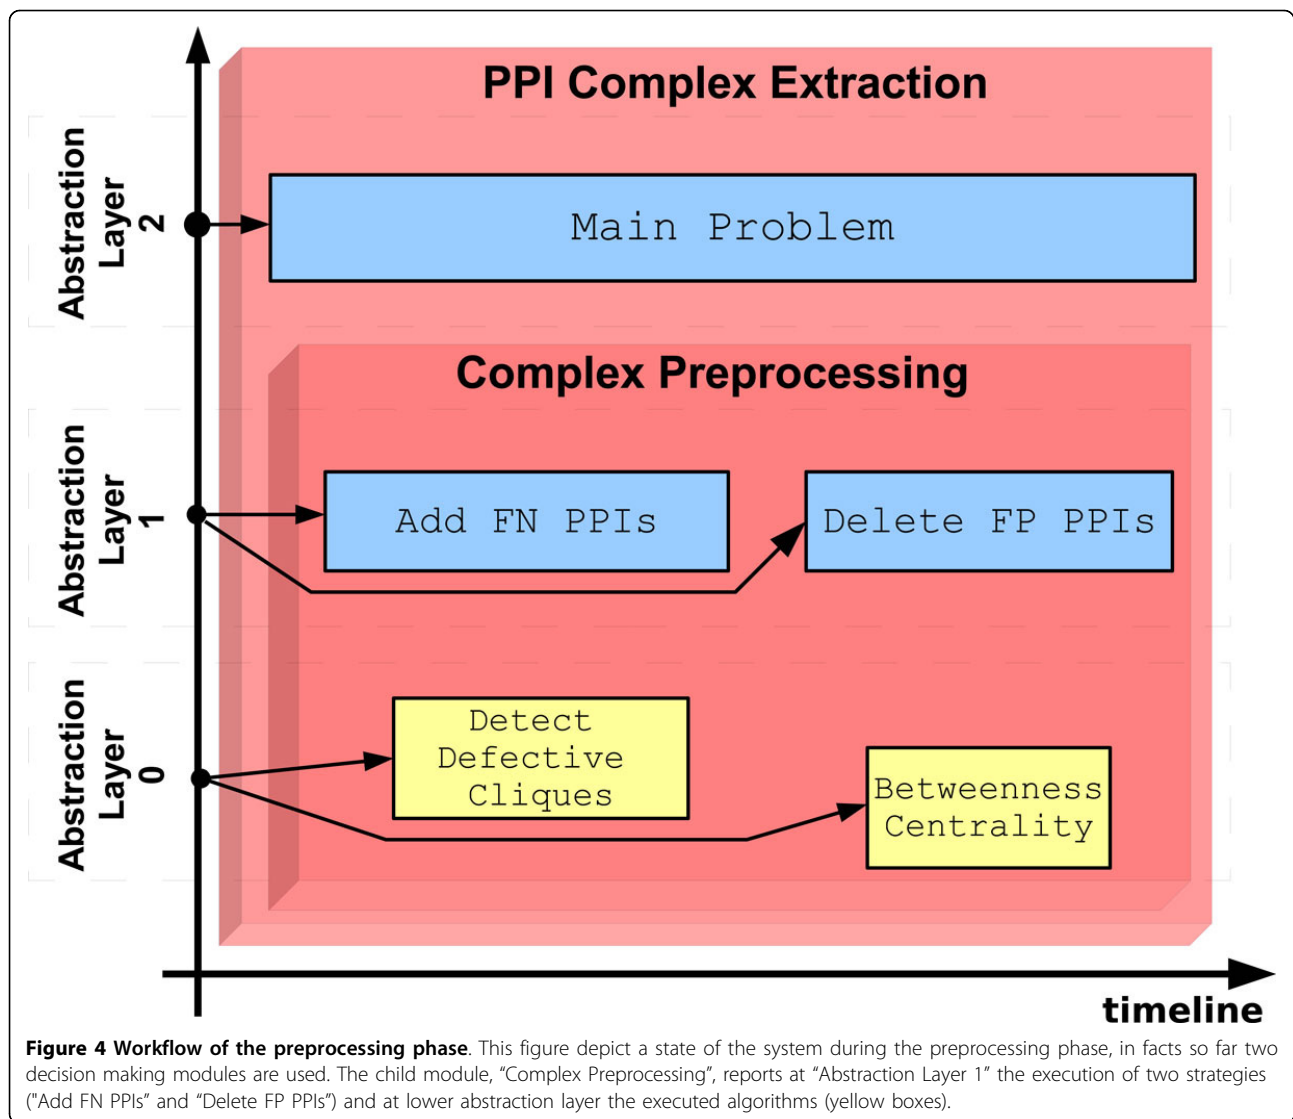 PPI Complex Extraction
Abstraction
Layer
2
Main Problem
Complex Preprocessing
Abstraction
Layer
1
Add FN PPIs
Delete FP PPIs
Abstraction
Layer
0
Detect
Defective
Cliques
Betweenness
Centrality
timeline
Figure 4 Workflow of the preprocessing phase. This figure depict a state of the system during the preprocessing phase, in facts so far two
decision making modules are used. The child module, “Complex Preprocessing”, reports at “Abstraction Layer 1” the execution of two strategies
("Add FN PPIs” and “Delete FP PPIs”) and at lower abstraction layer the executed algorithms (yellow boxes).